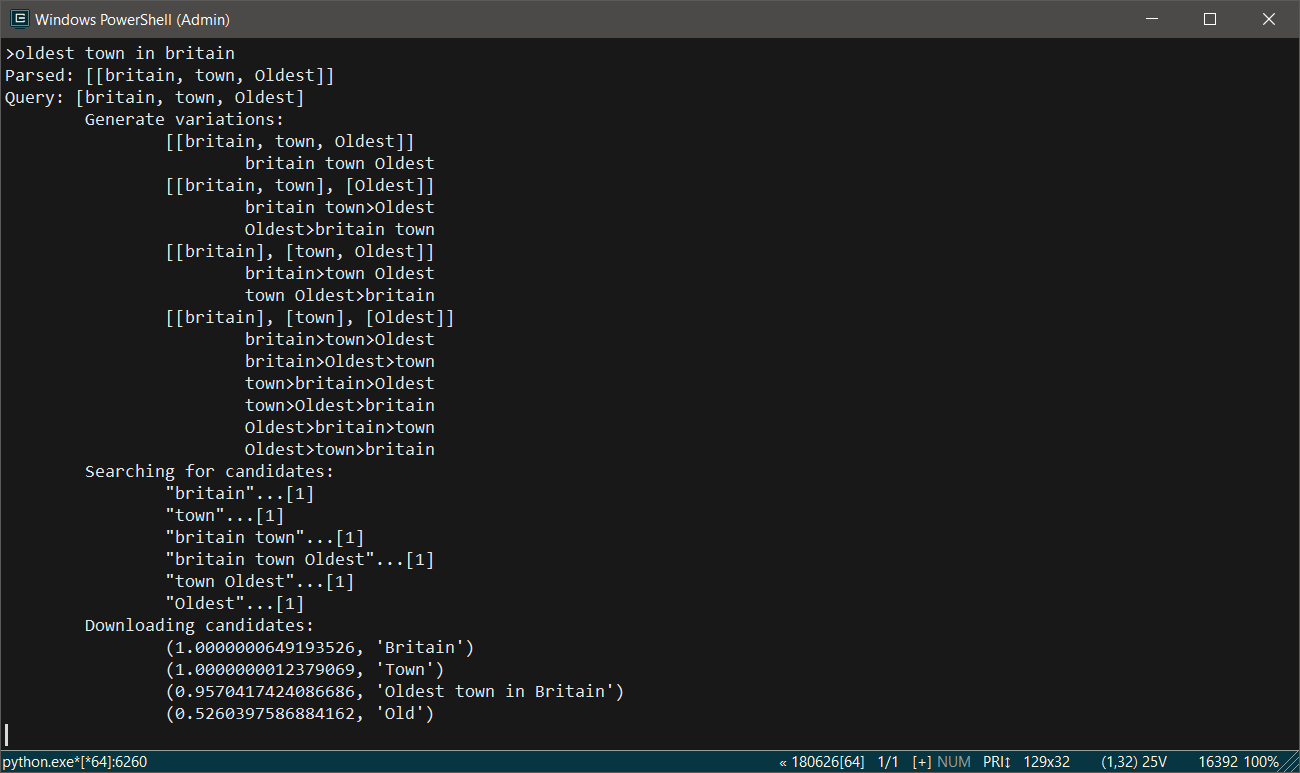 Windows PowerShell (Admin)
>oldest town in britain
Parsed: [[britain, town, Oldest]]
Query: [britain, town, Oldest]
Generate variations:
[[britain, town, Oldest]]
britain town Oldest
[[britain, town], [Oldest]]
britain town>Oldest
Oldest>britain town
[[britain], [town, Oldest]]
britain>town Oldest
town Oldest>britain
[[britain], [town], [Oldest]]
britain>town>Oldest
britain>Oldest>town
town>britain>Oldest
town>Oldest>britain
Oldest>britain>town
Oldest>town>britain
Searching for candidates:
"britain"...[1]
"town"...[1]
"britain town"...[1]
"britain town Oldest"...[1]
"town Oldest"...[1]
"Oldest"...[1]
Downloading candidates:
(1.0000000649193526, 'Britain')
(1.0000000012379069, 'Town')
(0.9570417424086686, 'Oldest town in Britain')
(0.5260397586884162, 'Old')
python.exe*[*64]:6260 « 180626[64] 1/1 [+] NUM PRI↕ 129x32 (1,32) 25V 16392 100%